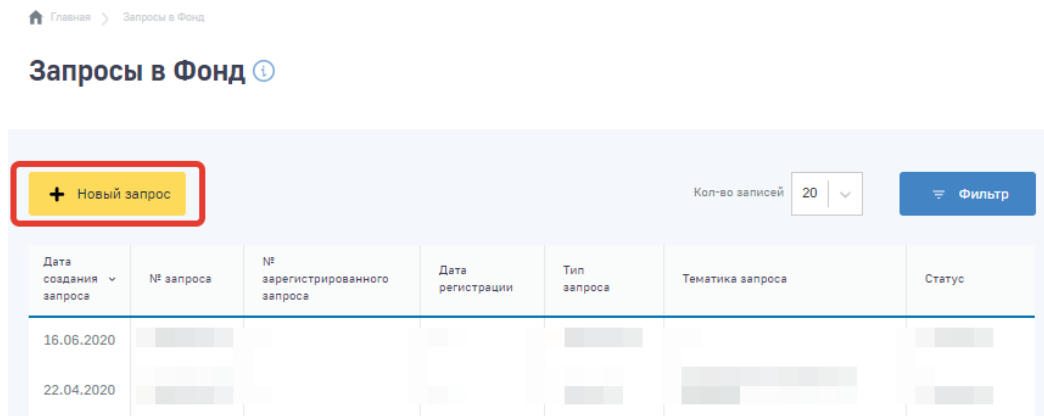 Главная > Запросы в Фонд
Запросы в Фонд
+ Новый запрос
Кол-во записей 20
Фильтр
Дата
создания
запроса
№ запроса
№
зарегистрированного
запроса
Дата
регистрации
Тип
запроса
Тематика запроса
Статус
16.06.2020
22.04.2020